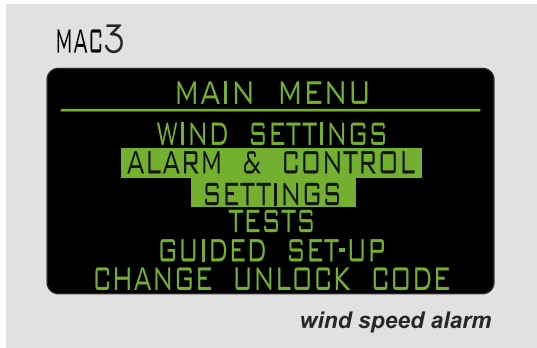 MAC3
MAIN MENU
WIND SETTINGS
ALARM & CONTROL
SETTINGS
TESTS
GUIDED SET-UP
CHANGE UNLOCK CODE
wind speed alarm